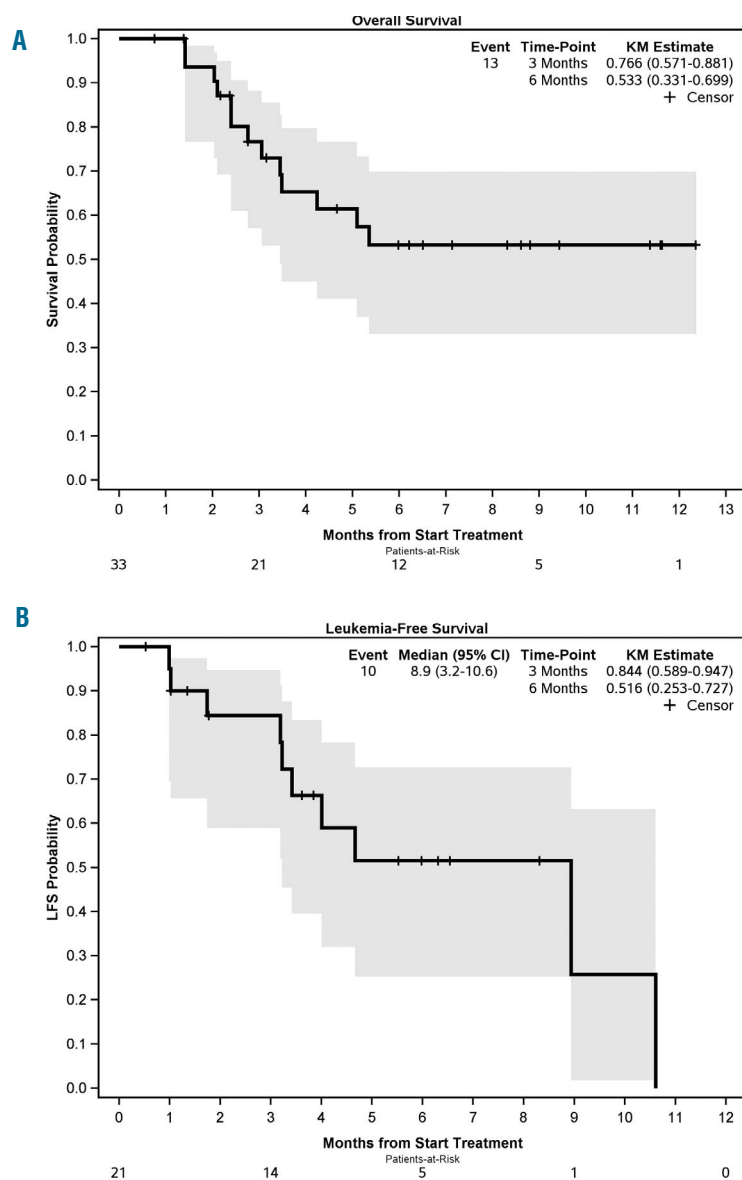 A
Overall Survival
Event Time-Point KM Estimate
13 3 Months 0.766 (0.571-0.881)
6 Months 0.533 (0.331-0.699)
+ Censor
Survival Probability
1.0
0.9
0.8
0.7
0.6
0.5
0.4
0.3
0.2
0.1
0.0
0 1 2 3 4 5 6 7 8 9 10 11 12 13
Months from Start Treatment
Patients-at-Risk
33 21 12 5 1
B
Leukemia-Free Survival
Event Median (95% CI) Time-Point KM Estimate
10 8.9 (3.2-10.6) 3 Months 0.844 (0.589-0.947)
6 Months 0.516 (0.253-0.727)
+ Censor
LFS Probability
1.0
0.9
0.8
0.7
0.6
0.5
0.4
0.3
0.2
0.1
0.0
0 1 2 3 4 5 6 7 8 9 10 11 12
Months from Start Treatment
Patients-at-Risk
21 14 5 1 0